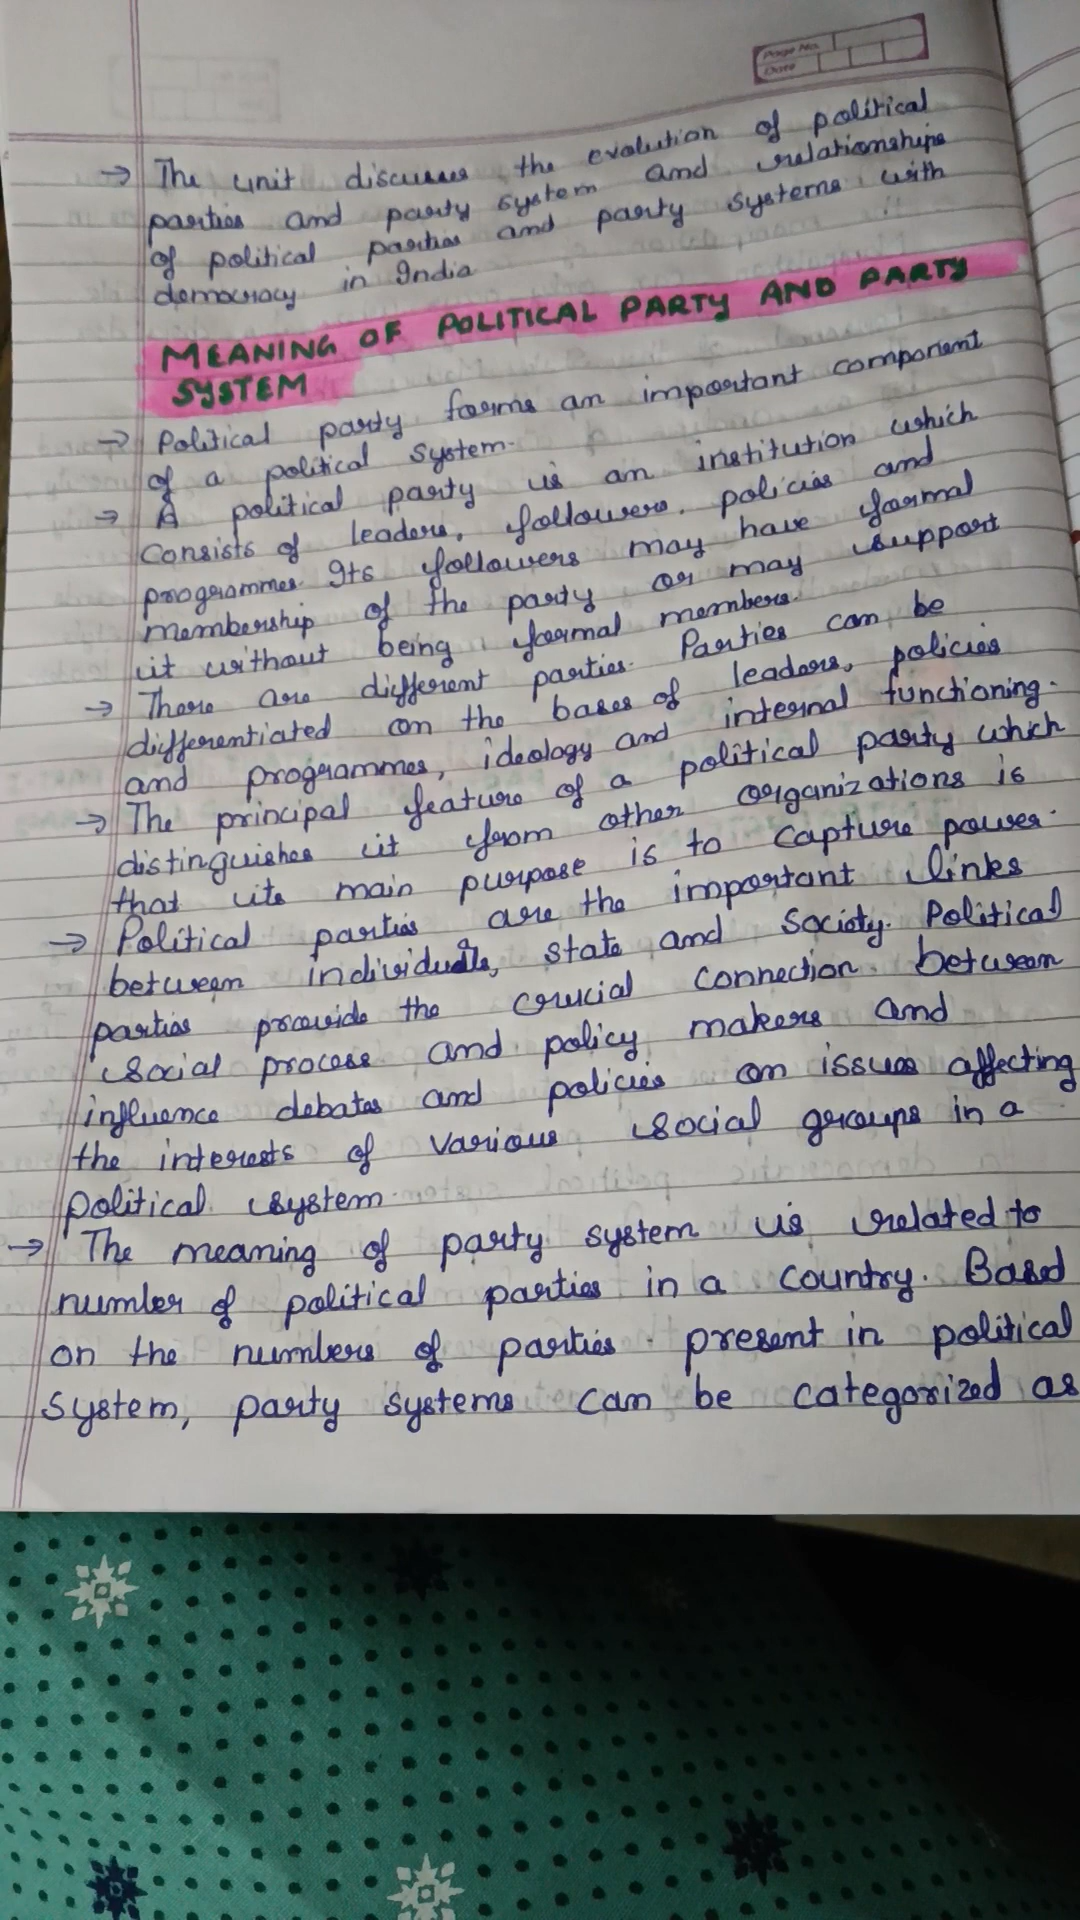 Page No.
Date
→ The unit discusses the evolution of political
parties and party system and relationships
of political parties and party systems with
democracy in India
MEANING OF POLITICAL PARTY AND PARTY
SYSTEM
→ Political party forms an important component
of a political system.
→ A political party is an institution which
consists of leaders, followers, policies and
programmes. Its followers may have formal
membership of the party or may support
it without being formal members.
→ There are different parties. Parties can be
differentiated on the bases of leaders, policies
and programmes, ideology and internal functioning.
→ The principal feature of a political party which
distinguishes it from other organizations is
that its main purpose is to capture power.
→ Political parties are the important links
between individuals, state and society. Political
parties provide the crucial connection between
social process and policy makers and
influence debates and policies on issues affecting
the interests of various social groups in a
political system.
→ The meaning of party system is related to
number of political parties in a country. Based
on the numbers of parties present in political
system, party systems can be categorized as